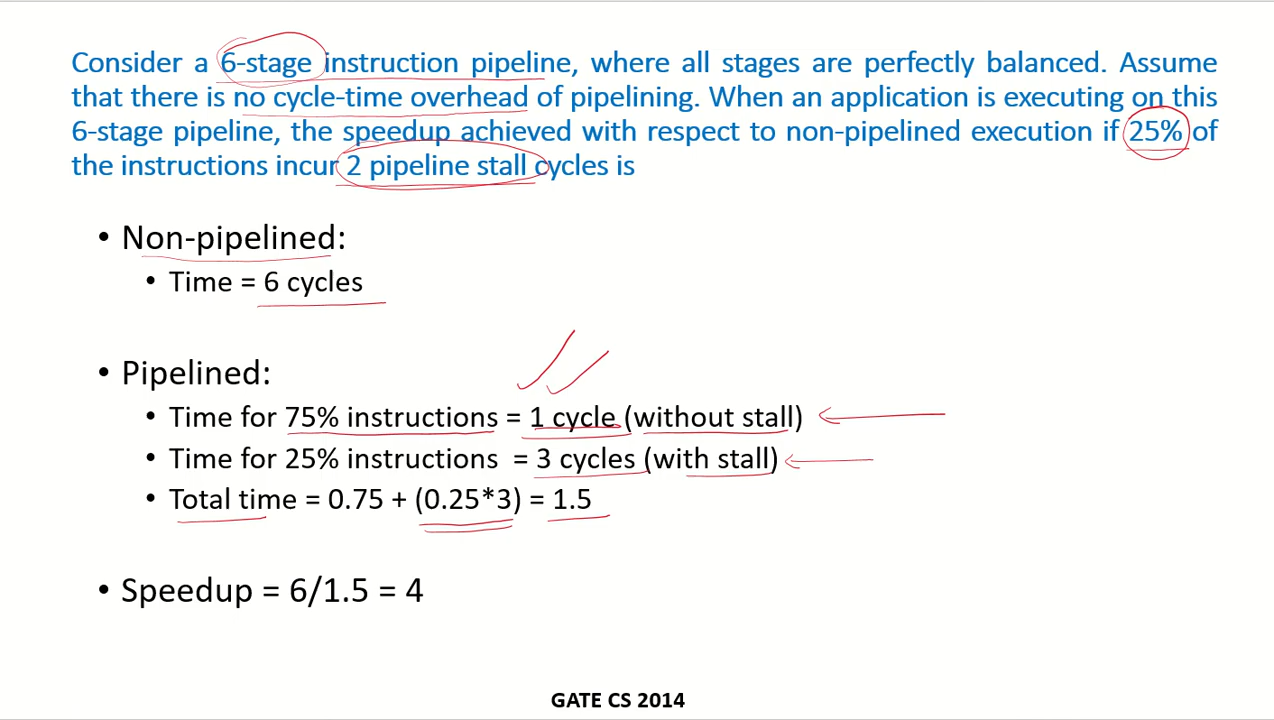 Consider a 6-stage instruction pipeline, where all stages are perfectly balanced. Assume
that there is no cycle-time overhead of pipelining. When an application is executing on this
6-stage pipeline, the speedup achieved with respect to non-pipelined execution if 25% of
the instructions incur 2 pipeline stall cycles is
• Non-pipelined:
• Time = 6 cycles
• Pipelined:
• Time for 75% instructions = 1 cycle (without stall)
• Time for 25% instructions = 3 cycles (with stall)
• Total time = 0.75 + (0.25*3) = 1.5
• Speedup = 6/1.5 = 4
GATE CS 2014